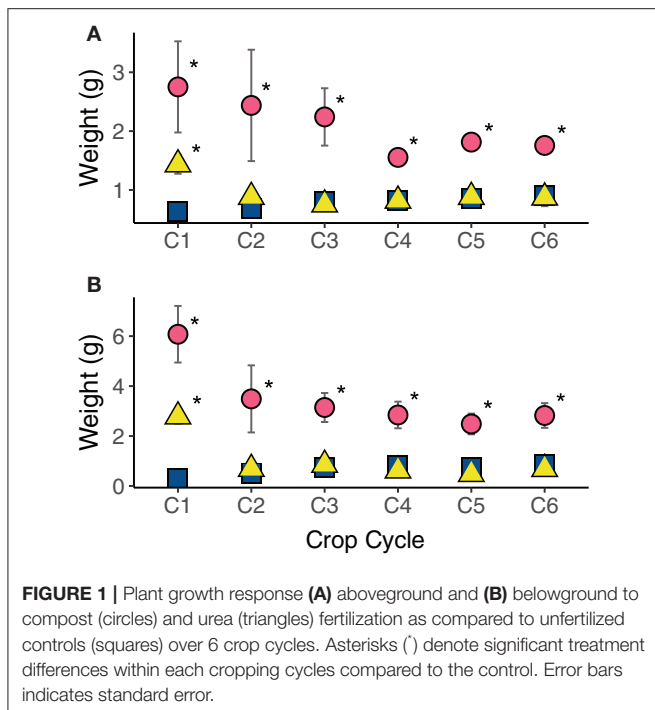 A
Weight (g)
3
2
1
* * * * * * *
C1 C2 C3 C4 C5 C6
B
Weight (g)
6
4
2
0
* * * * * * *
C1 C2 C3 C4 C5 C6
Crop Cycle
FIGURE 1 | Plant growth response (A) aboveground and (B) belowground to
compost (circles) and urea (triangles) fertilization as compared to unfertilized
controls (squares) over 6 crop cycles. Asterisks (*) denote significant treatment
differences within each cropping cycles compared to the control. Error bars
indicates standard error.